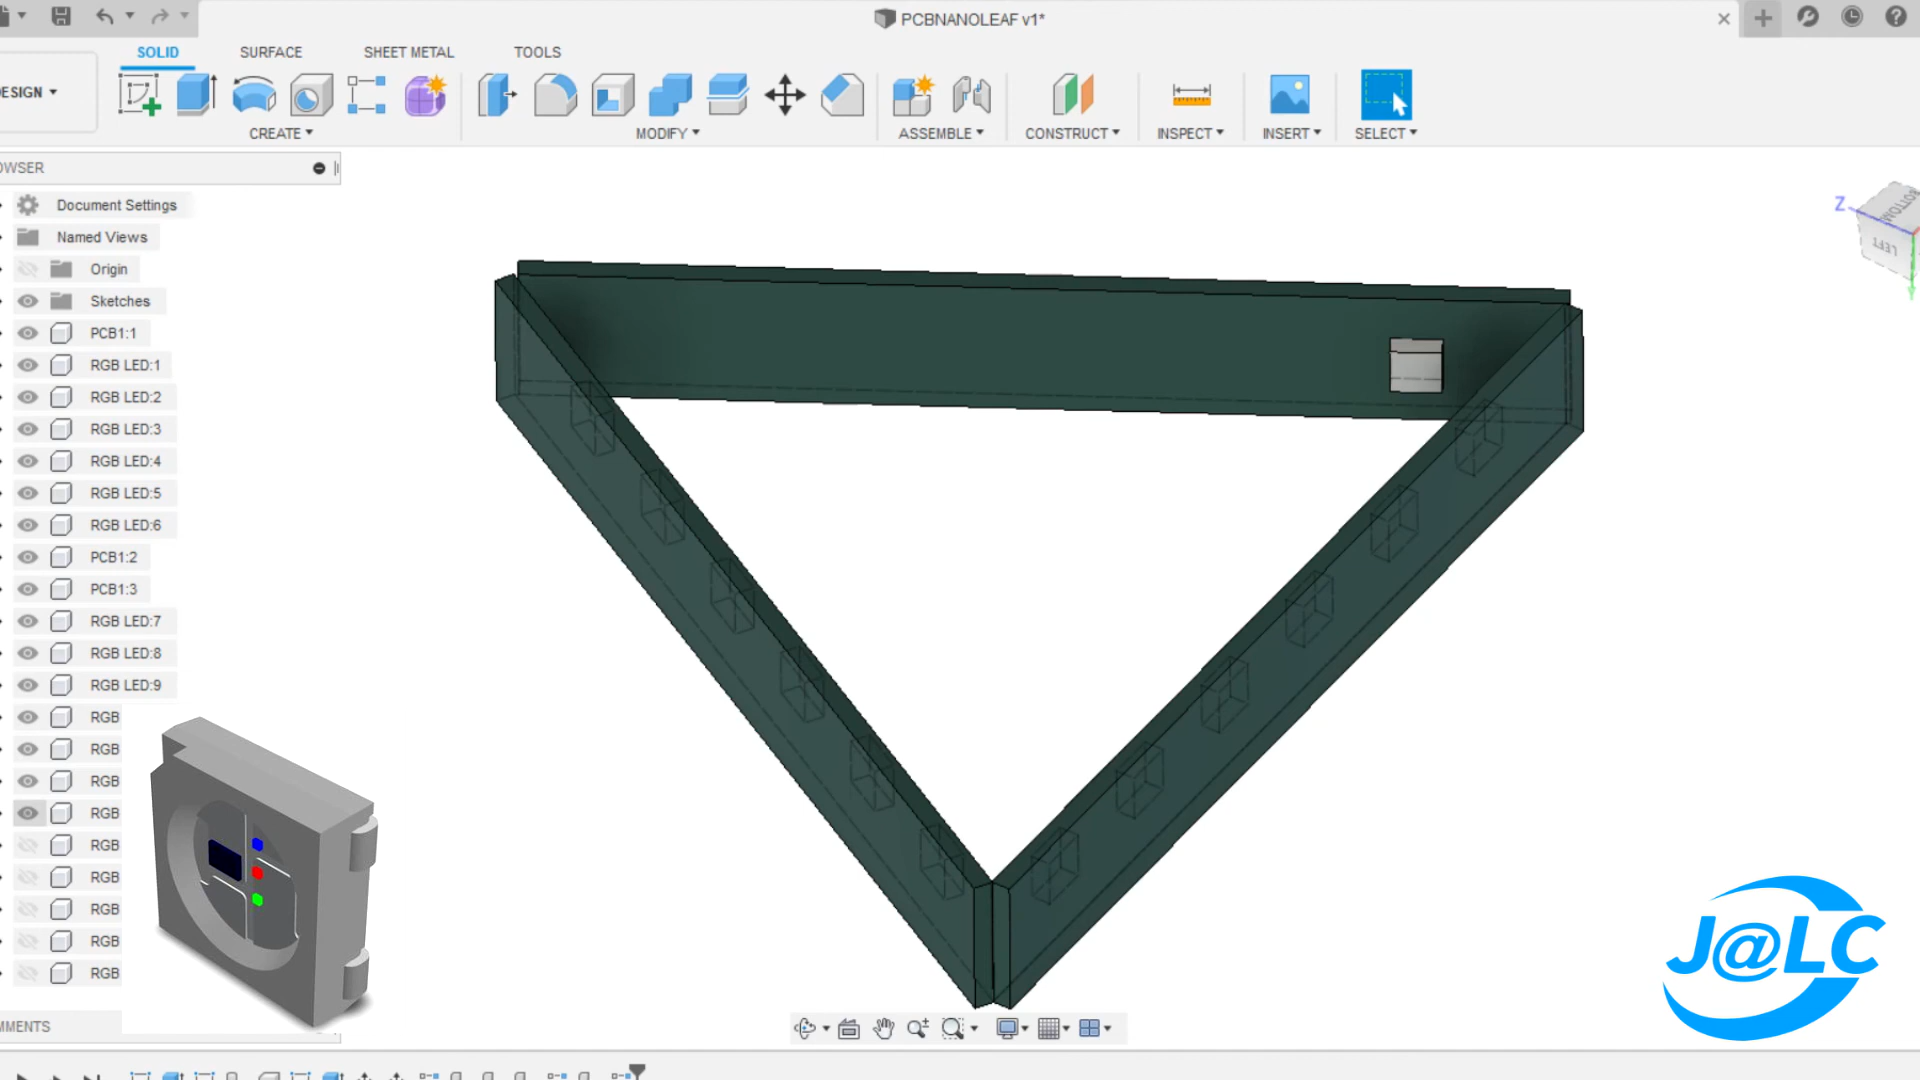 PCBNANOLEAF v1*
SOLID
SURFACE
SHEET METAL
TOOLS
ESIGN
CREATE
MODIFY
ASSEMBLE
CONSTRUCT
INSPECT
INSERT
SELECT
OWSER
Document Settings
Named Views
Origin
Sketches
PCB1:1
RGB LED:1
RGB LED:2
RGB LED:3
RGB LED:4
RGB LED:5
RGB LED:6
PCB1:2
PCB1:3
RGB LED:7
RGB LED:8
RGB LED:9
RGB
RGB
RGB
RGB
RGB
RGB
RGB
RGB
RGB
MMENTS
Z
BOTTOM
LEFT
J@LC